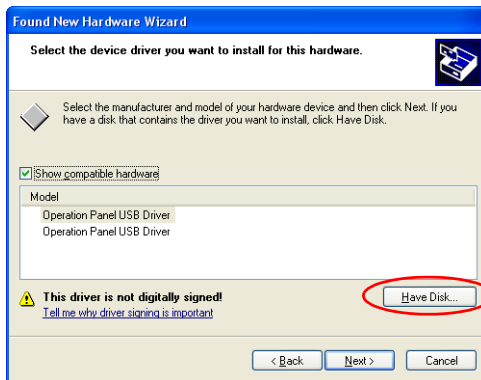 Found New Hardware Wizard
Select the device driver you want to install for this hardware.
Select the manufacturer and model of your hardware device and then click Next. If you
have a disk that contains the driver you want to install, click Have Disk.
Show compatible hardware
Model
Operation Panel USB Driver
Operation Panel USB Driver
This driver is not digitally signed!
Tell me why driver signing is important
Have Disk...
< Back
Next >
Cancel